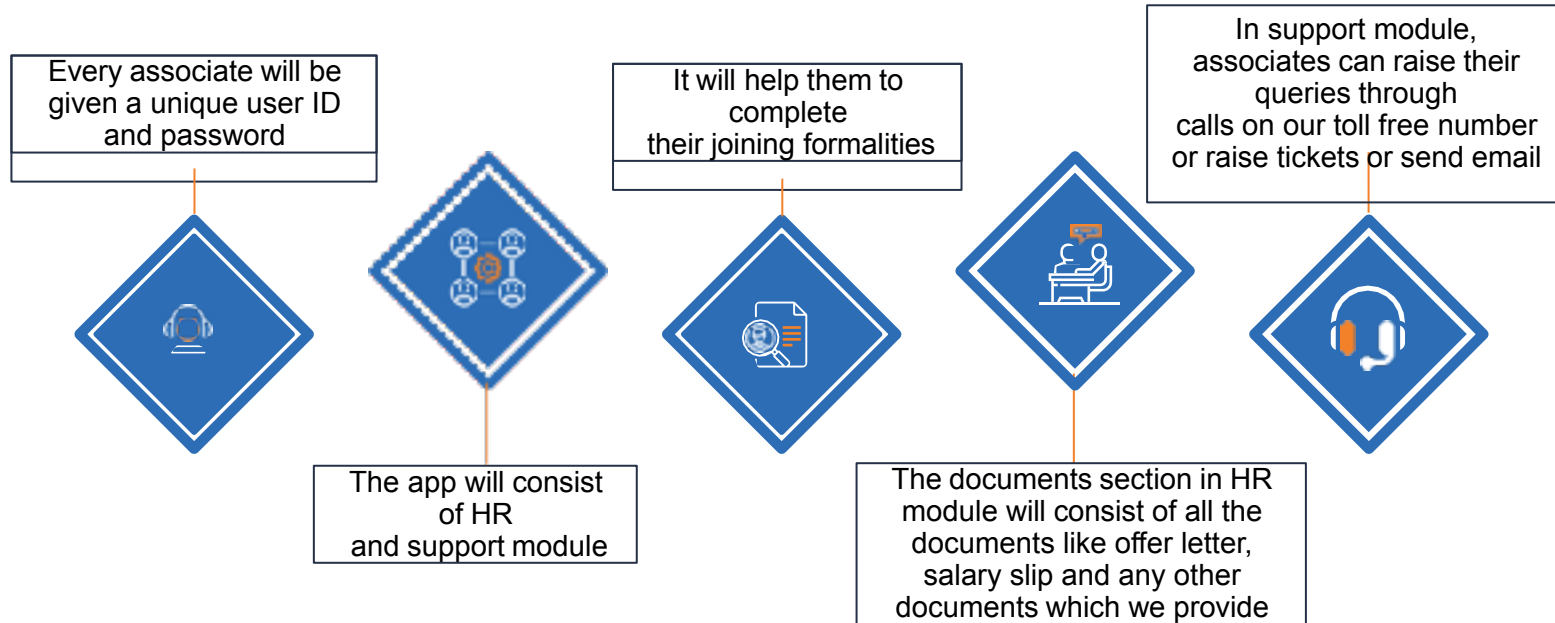 Every associate will be
given a unique user ID
and password
The app will consist
of HR
and support module
It will help them to
complete
their joining formalities
The documents section in HR
module will consist of all the
documents like offer letter,
salary slip and any other
documents which we provide
In support module,
associates can raise their
queries through
calls on our toll free number
or raise tickets or send email